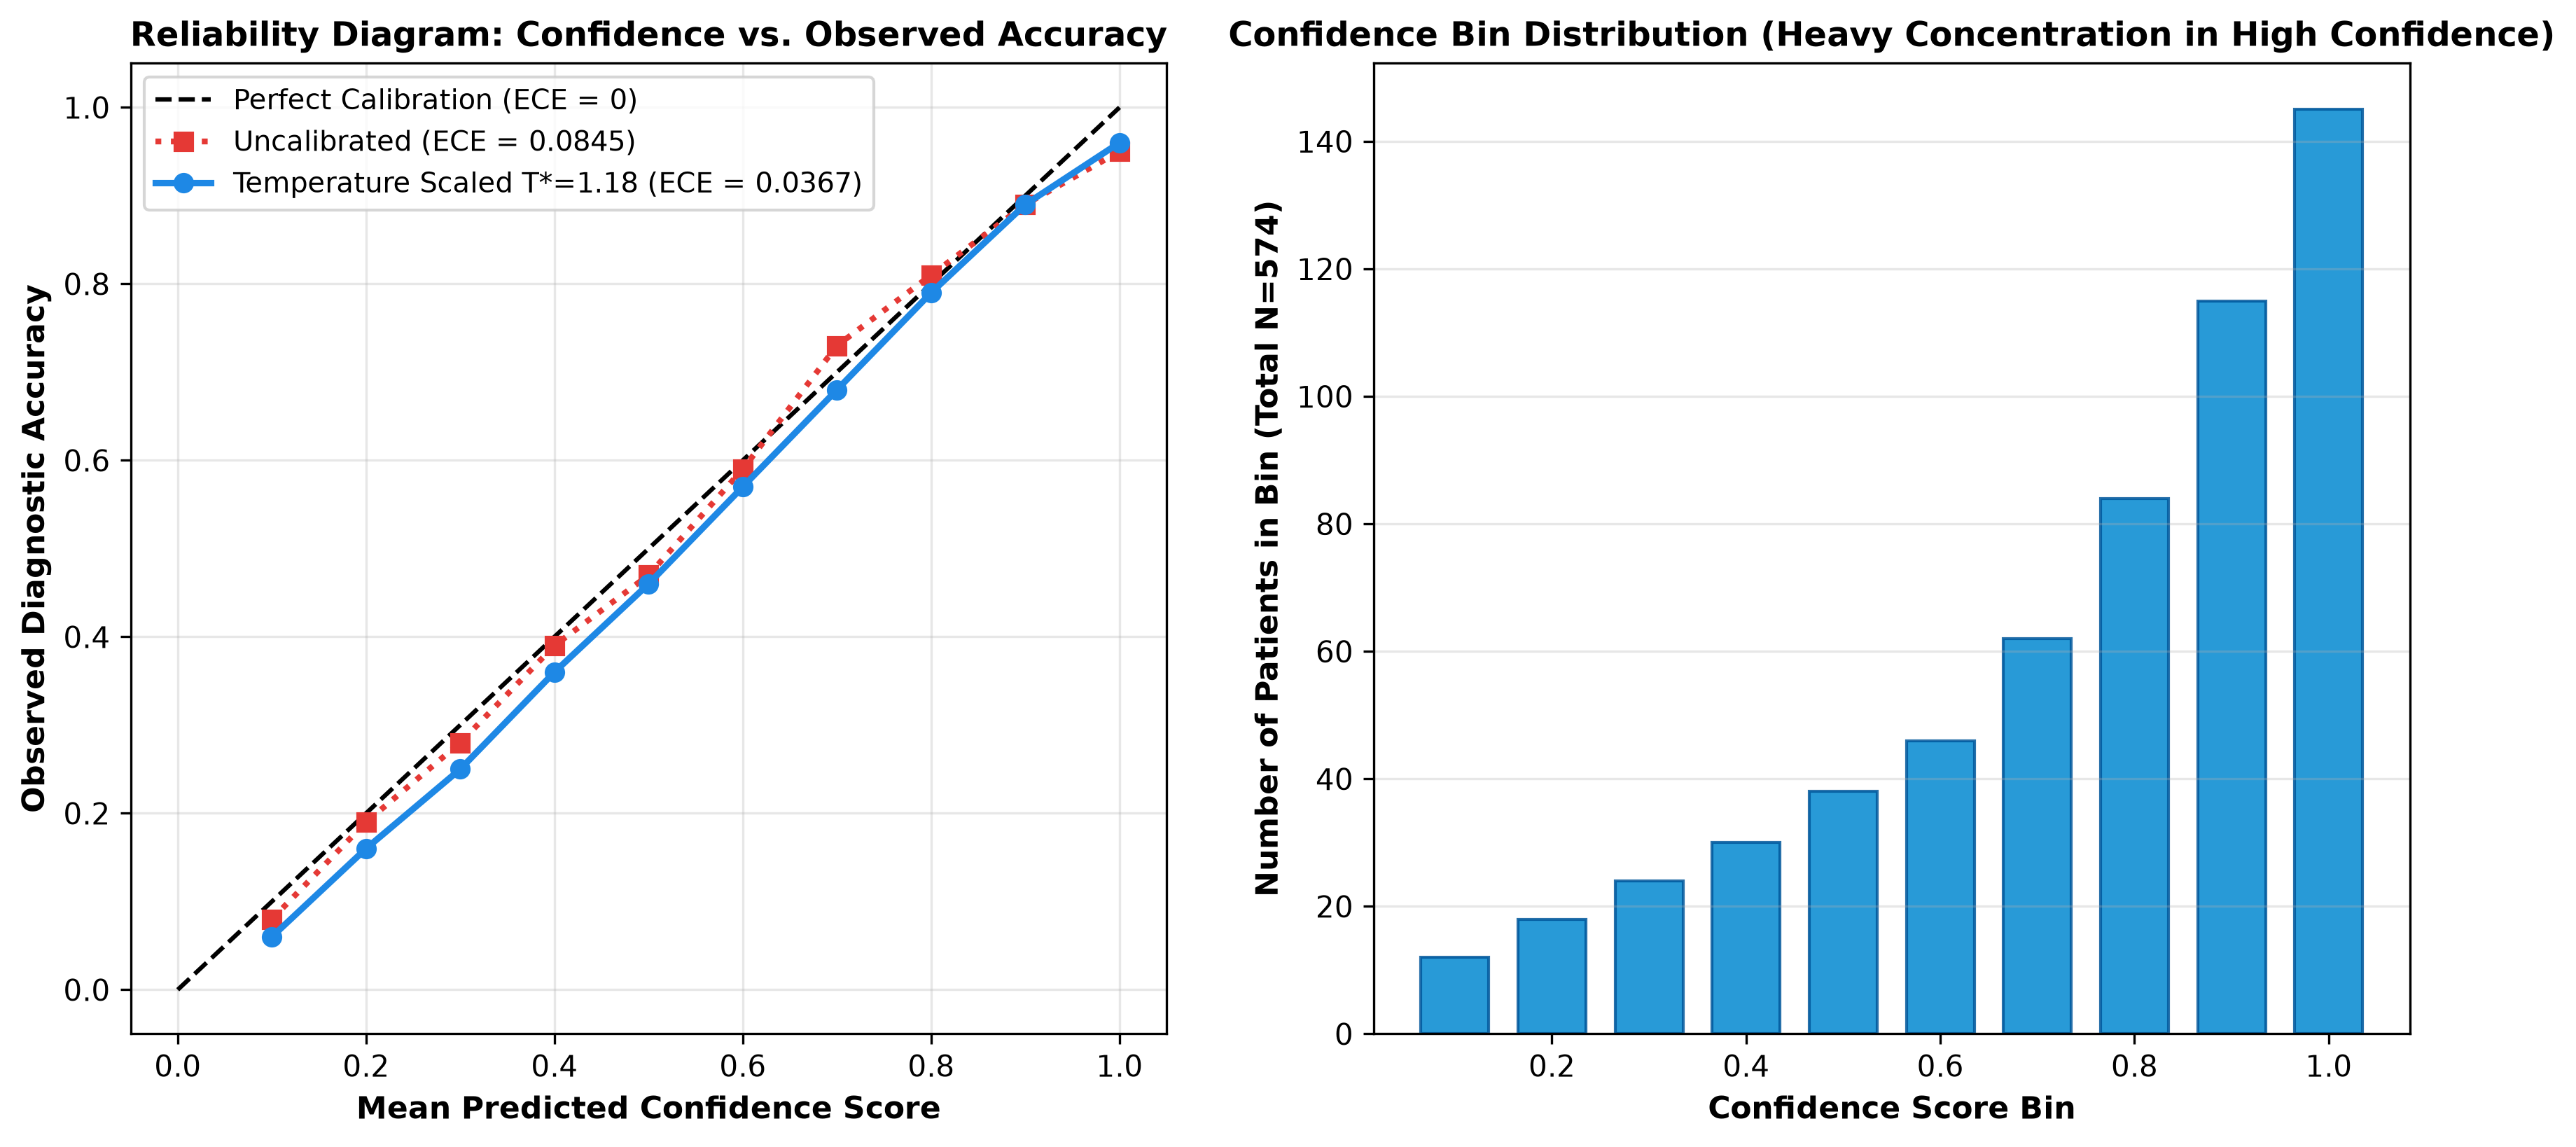 Reliability Diagram: Confidence vs. Observed Accuracy
Perfect Calibration (ECE = 0)
Uncalibrated (ECE = 0.0845)
Temperature Scaled T*=1.18 (ECE = 0.0367)
Observed Diagnostic Accuracy
1.0
0.8
0.6
0.4
0.2
0.0
0.0 0.2 0.4 0.6 0.8 1.0
Mean Predicted Confidence Score
Confidence Bin Distribution (Heavy Concentration in High Confidence)
Number of Patients in Bin (Total N=574)
140
120
100
80
60
40
20
0
0.2 0.4 0.6 0.8 1.0
Confidence Score Bin